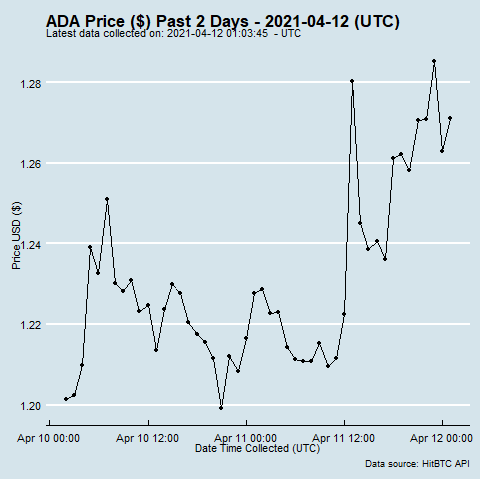 ADA Price ($) Past 2 Days - 2021-04-12 (UTC)
Latest data collected on: 2021-04-12 01:03:45 - UTC
1.28
1.26
1.24
1.22
1.20
Price USD ($)
Apr 10 00:00 Apr 10 12:00 Apr 11 00:00 Apr 11 12:00 Apr 12 00:00
Date Time Collected (UTC)
Data source: HitBTC API